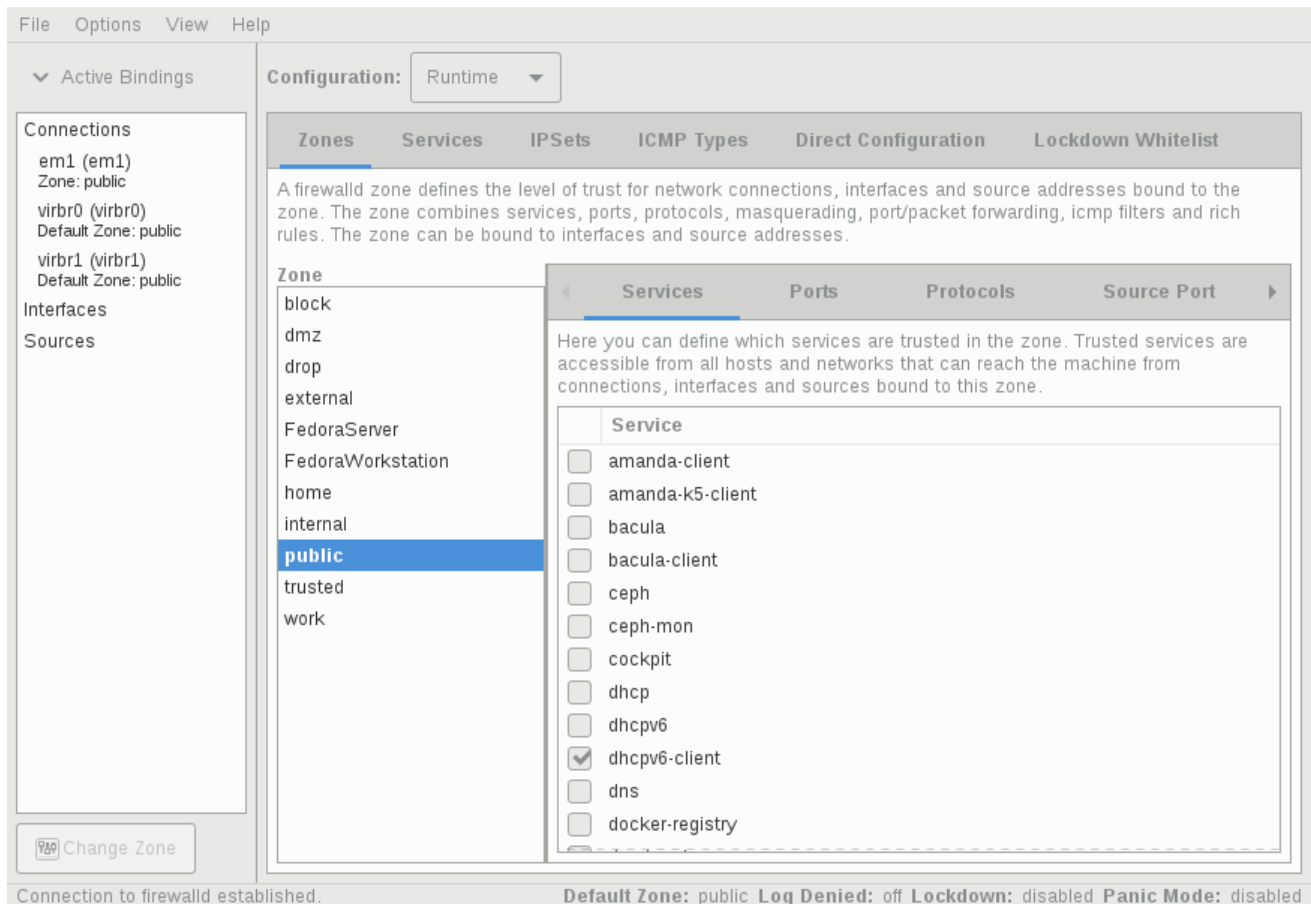 File Options View Help
Active Bindings
Configuration: Runtime
Connections
em1 (em1)
Zone: public
virbr0 (virbr0)
Default Zone: public
virbr1 (virbr1)
Default Zone: public
Interfaces
Sources
Change Zone
Zones Services IPSets ICMP Types Direct Configuration Lockdown Whitelist
A firewalld zone defines the level of trust for network connections, interfaces and source addresses bound to the
zone. The zone combines services, ports, protocols, masquerading, port/packet forwarding, icmp filters and rich
rules. The zone can be bound to interfaces and source addresses.
Zone
block
dmz
drop
external
FedoraServer
FedoraWorkstation
home
internal
public
trusted
work
Services Ports Protocols Source Port
Here you can define which services are trusted in the zone. Trusted services are
accessible from all hosts and networks that can reach the machine from
connections, interfaces and sources bound to this zone.
Service
amanda-client
amanda-k5-client
bacula
bacula-client
ceph
ceph-mon
cockpit
dhcp
dhcpv6
dhcpv6-client
dns
docker-registry
Connection to firewalld established.
Default Zone: public Log Denied: off Lockdown: disabled Panic Mode: disabled